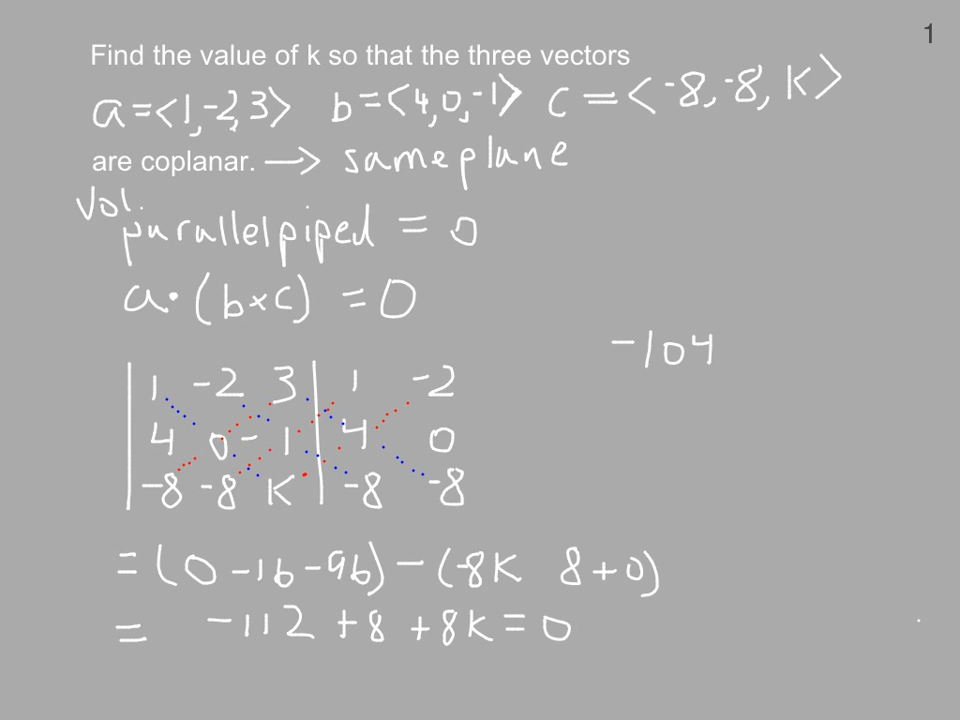 1
Find the value of k so that the three vectors
a=<1,-2,3> b=<4,0,-1> c=<-8,-8,K>
are coplanar. → same plane
Vol. parallelpiped = 0
a·(b×c) = 0
-104
| 1 -2 3 | 1 -2
| 4 0 -1 | 4 0
| -8 -8 K | -8 -8
= (0-16-96) - (-8K 8+0)
= -112 +8 +8K = 0